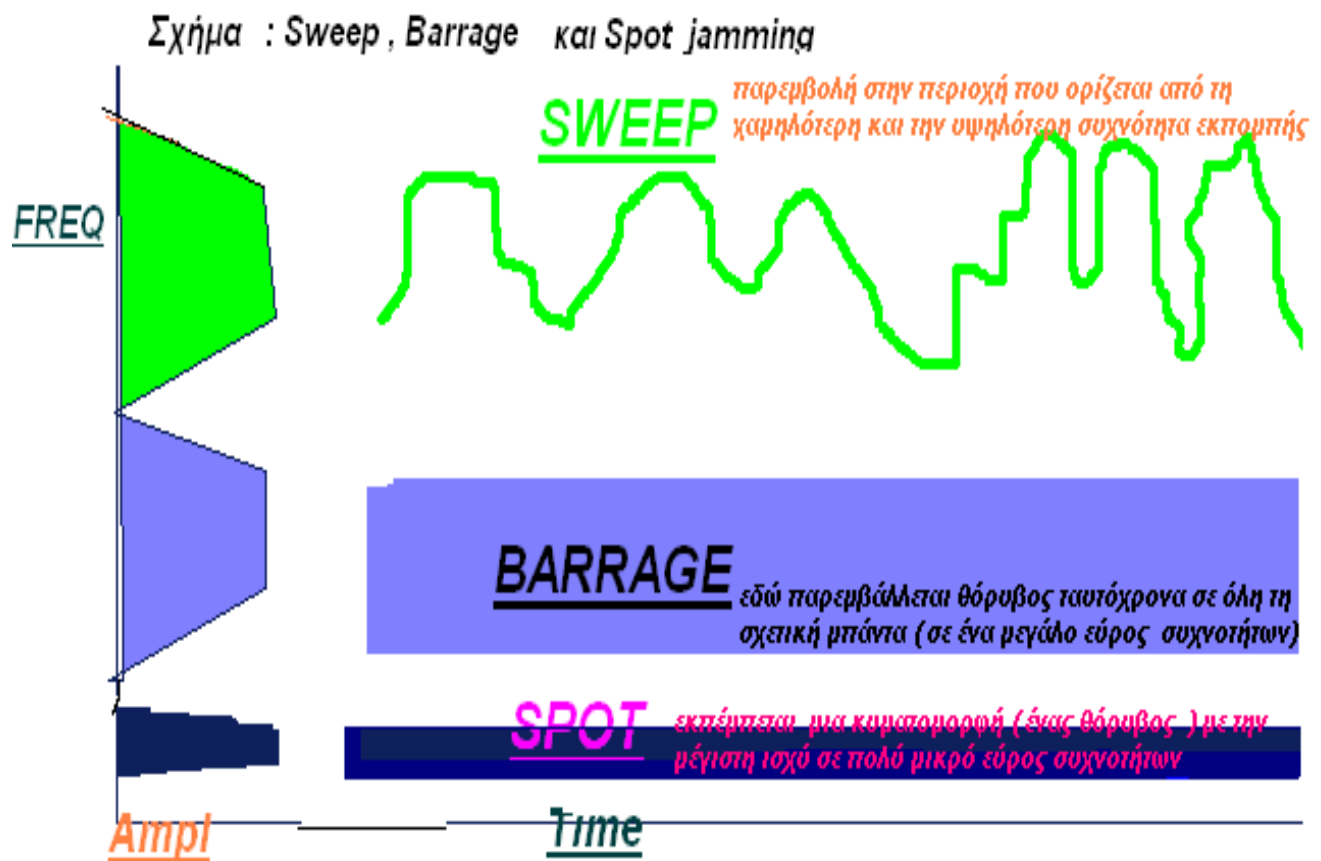 Σχήμα : Sweep , Barrage και Spot jamming
SWEEP
παρεμβολή στην περιοχή που ορίζεται από τη
χαμηλότερη και την υψηλότερη συχνότητα εκπομπής
FREQ
BARRAGE
εδώ παρεμβάλλεται θόρυβος ταυτόχρονα σε όλη τη
σχετική μπάντα (σε ένα μεγάλο εύρος συχνοτήτων)
SPOT
εκπέμπεται μια κυματομορφή (ένας θόρυβος ) με την
μέγιστη ισχύ σε πολύ μικρό εύρος συχνοτήτων
Ampl
Time